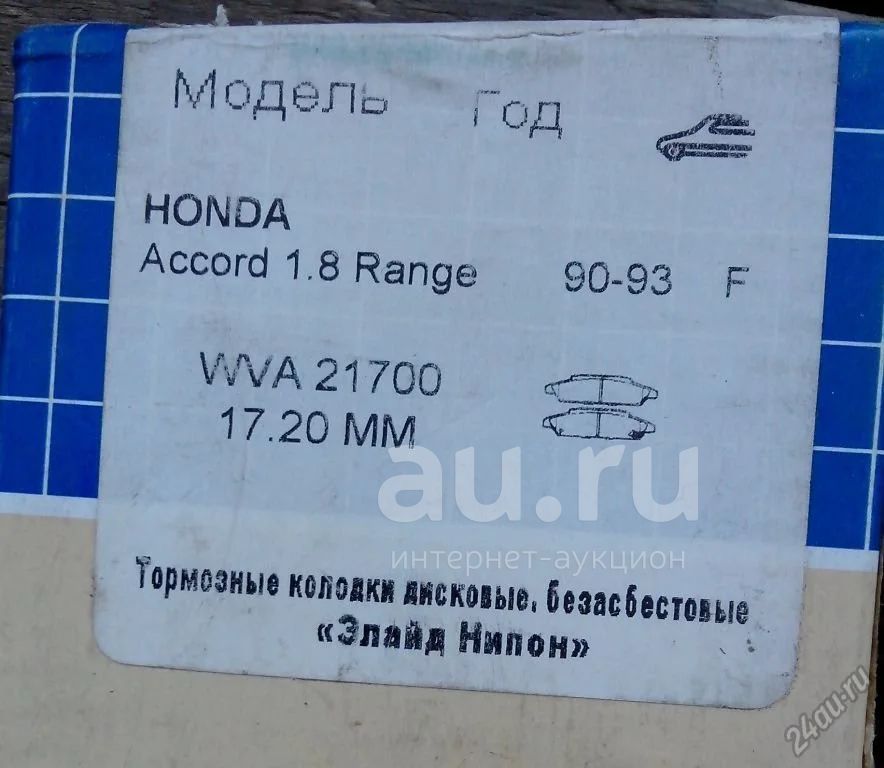 Модель Год
HONDA
Accord 1.8 Range 90-93 F
WVA 21700
17.20 MM
au.ru
интернет-аукцион
Тормозные колодки дисковые, безасбестовые
«Элайд Нипон»
24au.ru